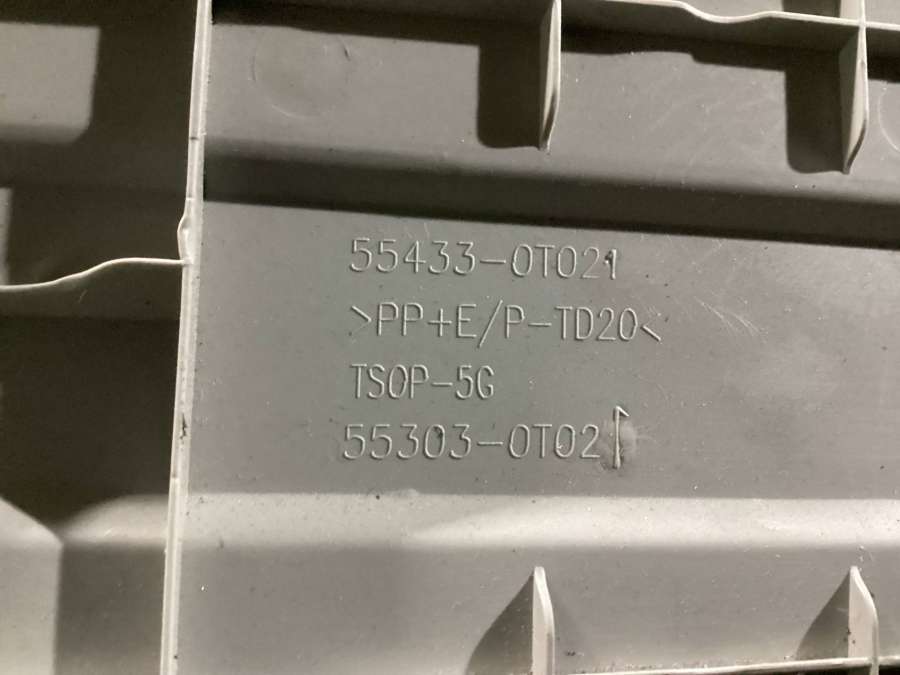 55433-0T021
>PP+E/P-TD20<
TSOP-5G
55303-0T021